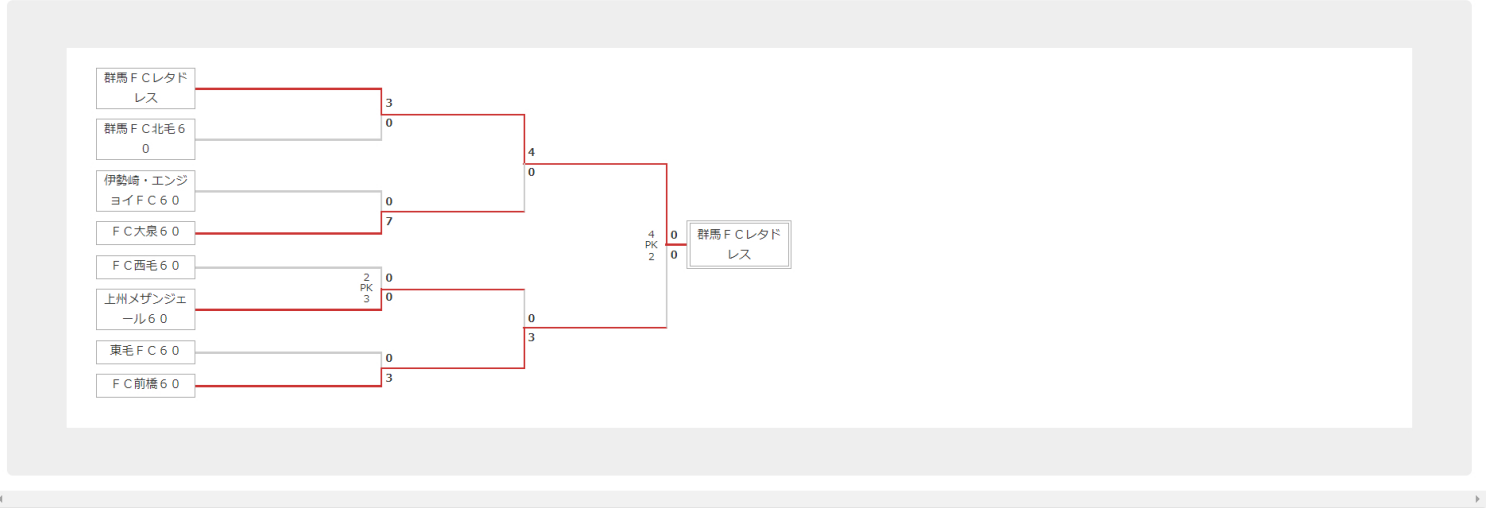 群馬ＦＣレタド
レス
3
0
群馬ＦＣ北毛６
０
4
0
伊勢崎・エンジ
ョイＦＣ６０
0
7
ＦＣ大泉６０
4
PK
2
0
0
群馬ＦＣレタド
レス
ＦＣ西毛６０
2
PK
3
0
0
上州メザンジェ
ール６０
0
3
東毛ＦＣ６０
0
3
ＦＣ前橋６０